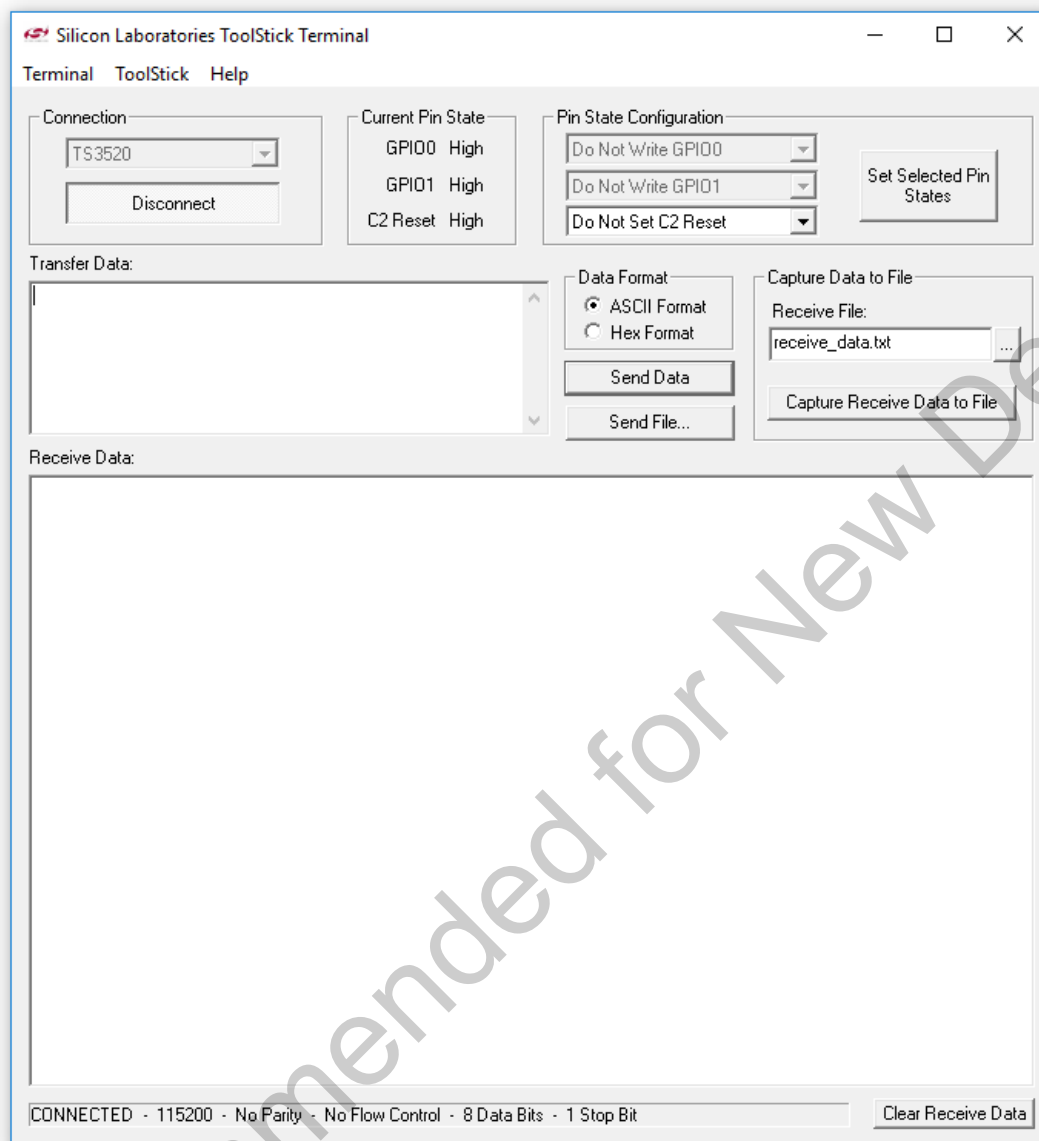 Silicon Laboratories ToolStick Terminal
Terminal ToolStick Help
Connection
TS3520
Disconnect
Current Pin State
GPIO0 High
GPIO1 High
C2 Reset High
Pin State Configuration
Do Not Write GPIO0
Do Not Write GPIO1
Do Not Set C2 Reset
Set Selected Pin
States
Transfer Data:
Data Format
ASCII Format
Hex Format
Send Data
Send File...
Capture Data to File
Receive File:
receive_data.txt
...
Capture Receive Data to File
Receive Data:
CONNECTED - 115200 - No Parity - No Flow Control - 8 Data Bits - 1 Stop Bit
Clear Receive Data
mended for New De